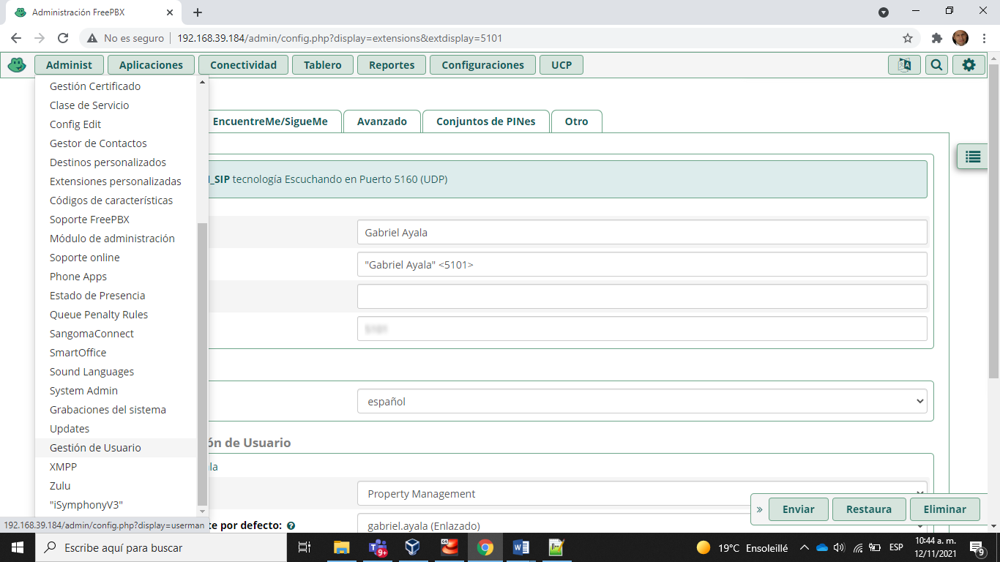 Administración FreePBX
No es seguro 192.168.39.184/admin/config.php?display=extensions&extdisplay=5101
Administ Aplicaciones Conectividad Tablero Reportes Configuraciones UCP
Gestión Certificado
Clase de Servicio
Config Edit
Gestor de Contactos
Destinos personalizados
Extensiones personalizadas
Códigos de características
Soporte FreePBX
Módulo de administración
Soporte online
Phone Apps
Estado de Presencia
Queue Penalty Rules
SangomaConnect
SmartOffice
Sound Languages
System Admin
Grabaciones del sistema
Updates
Gestión de Usuario
XMPP
Zulu
"iSymphonyV3"
192.168.39.184/admin/config.php?display=userman
EncuentreMe/SigueMe Avanzado Conjuntos de PINes Otro
_SIP tecnología Escuchando en Puerto 5160 (UDP)
Gabriel Ayala
"Gabriel Ayala" <5101>
español
ón de Usuario
la
Property Management
te por defecto: gabriel.ayala (Enlazado)
» Enviar Restaura Eliminar
Escribe aquí para buscar
9+
19°C Ensoleillé
ESP
10:44 a. m.
12/11/2021
9